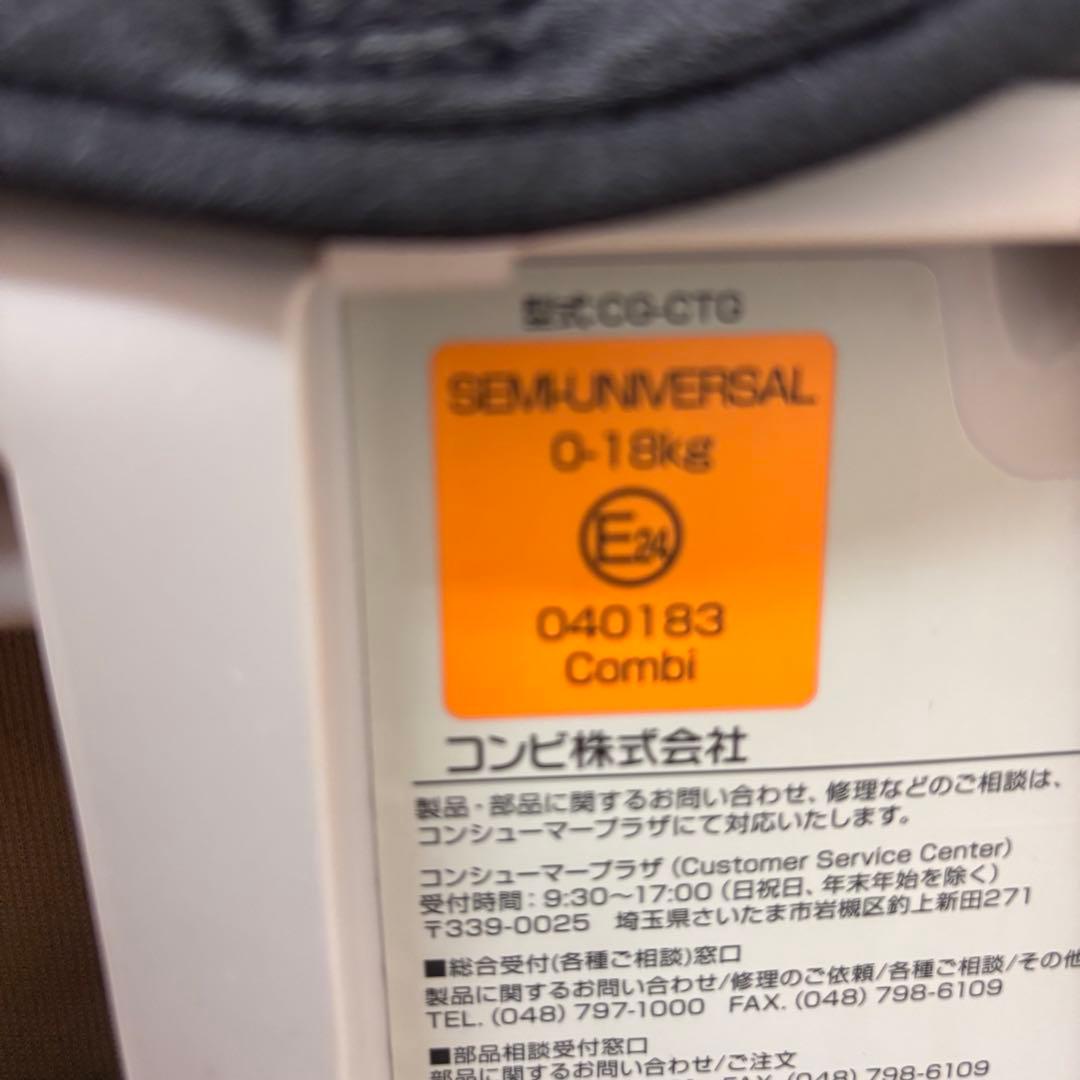 型式CG-CTG
SEMI-UNIVERSAL
0-18kg
E24
040183
Combi
コンビ株式会社
製品・部品に関するお問い合わせ、修理などのご相談は、
コンシューマープラザにて対応いたします。
コンシューマープラザ (Customer Service Center)
受付時間：9:30～17:00（日祝日、年末年始を除く）
〒339-0025 埼玉県さいたま市岩槻区釣上新田271
■総合受付(各種ご相談)窓口
製品に関するお問い合わせ/修理のご依頼/各種ご相談/その他
TEL. (048) 797-1000 FAX. (048) 798-6109
■部品相談受付窓口
部品に関するお問い合わせ/ご注文
FAX. (048) 798-6109